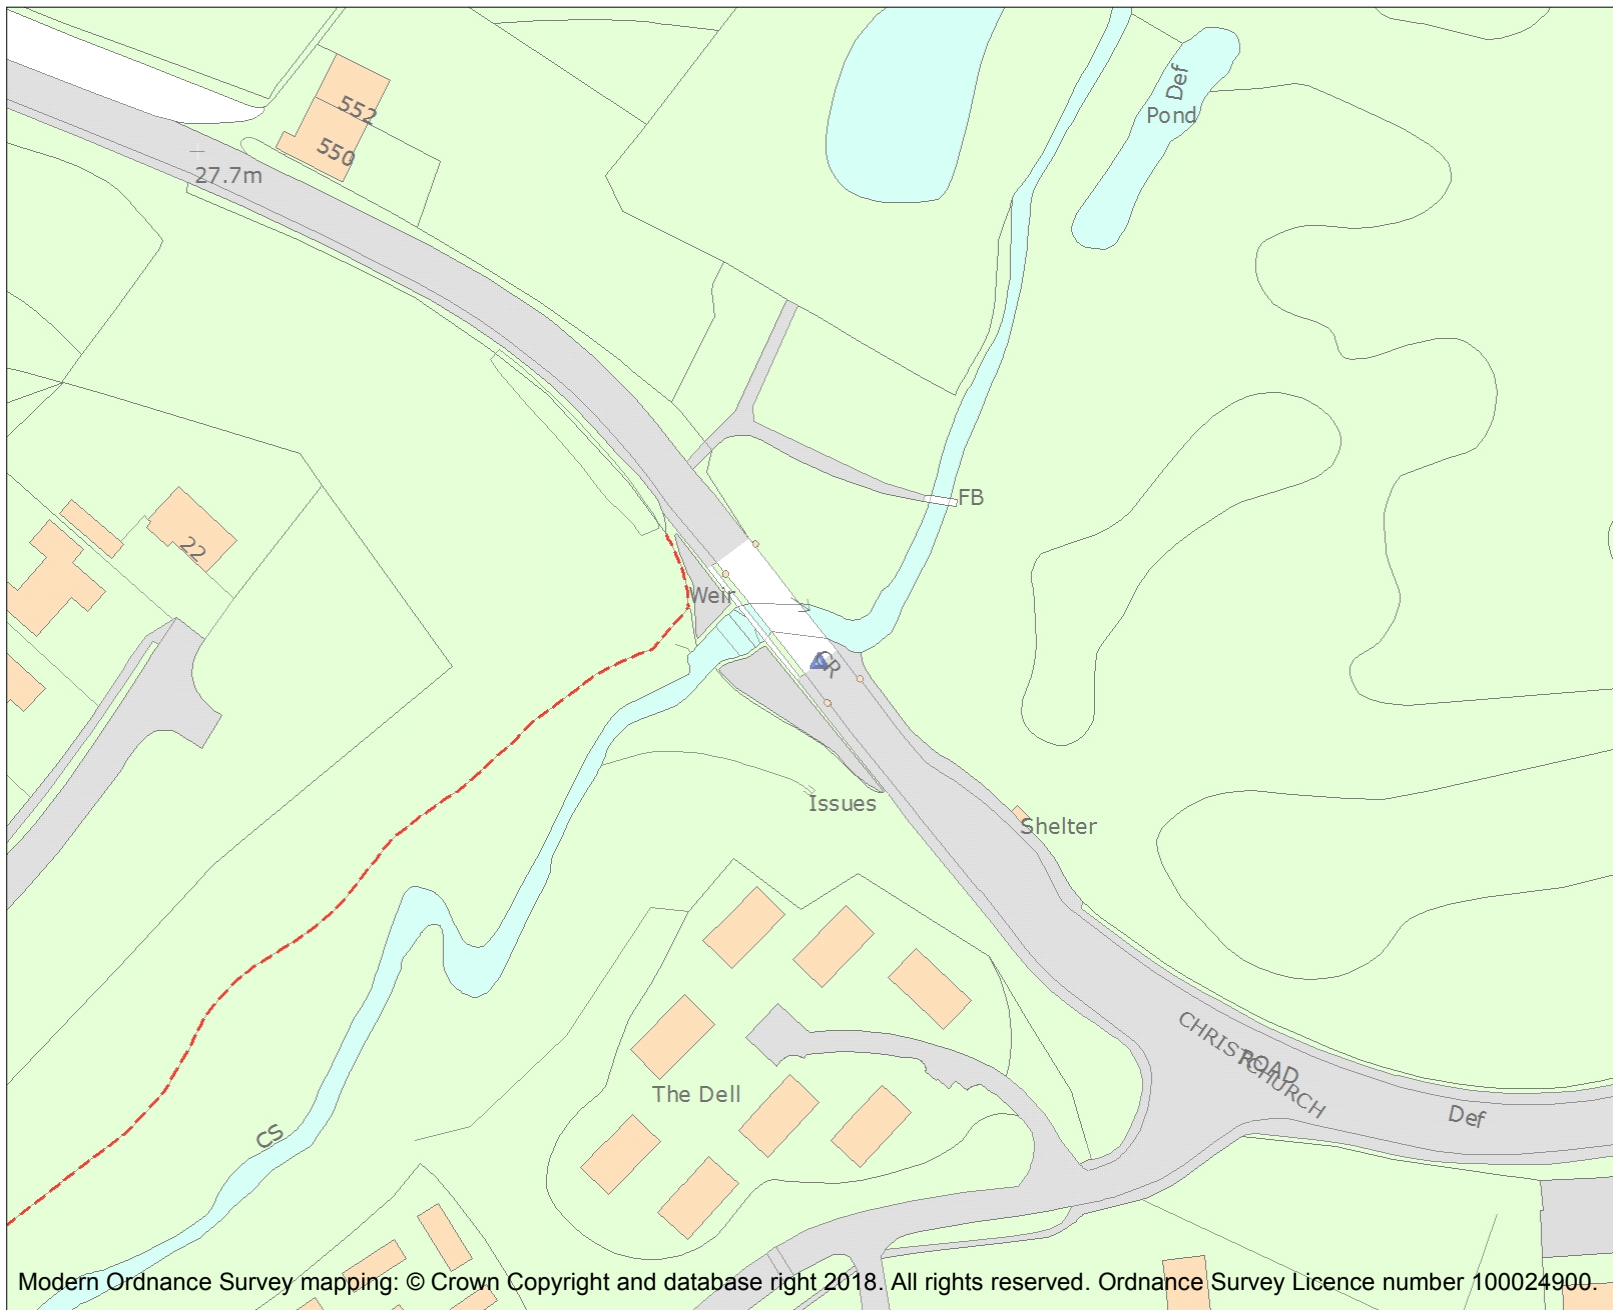 552
550
27.7m
Def
Pond
FB
22
Weir
CR
Issues
Shelter
CHRISTCHURCH
ROAD
The Dell
Def
CS
Modern Ordnance Survey mapping: © Crown Copyright and database right 2018. All rights reserved. Ordnance Survey Licence number 100024900.